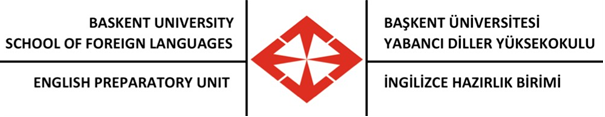 BASKENT UNIVERSITY
SCHOOL OF FOREIGN LANGUAGES
ENGLISH PREPARATORY UNIT
BAŞKENT ÜNİVERSİTESİ
YABANCI DİLLER YÜKSEKOKULU
İNGİLİZCE HAZIRLIK BİRİMİ